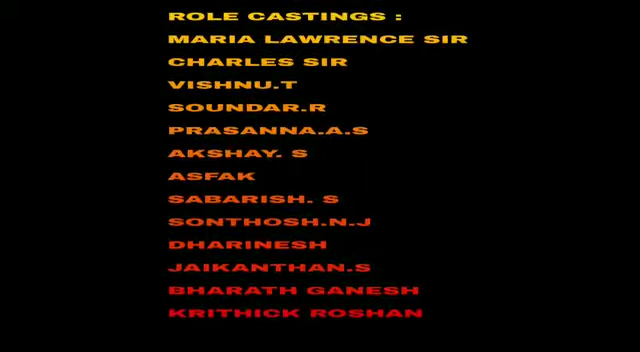 ROLE CASTINGS :
MARIA LAWRENCE SIR
CHARLES SIR
VISHNU.T
SOUNDAR.R
PRASANNA.A.S
AKSHAY. S
ASFAK
SABARISH. S
SONTHOSH.N.J
DHARINESH
JAIKANTHAN.S
BHARATH GANESH
KRITHICK ROSHAN